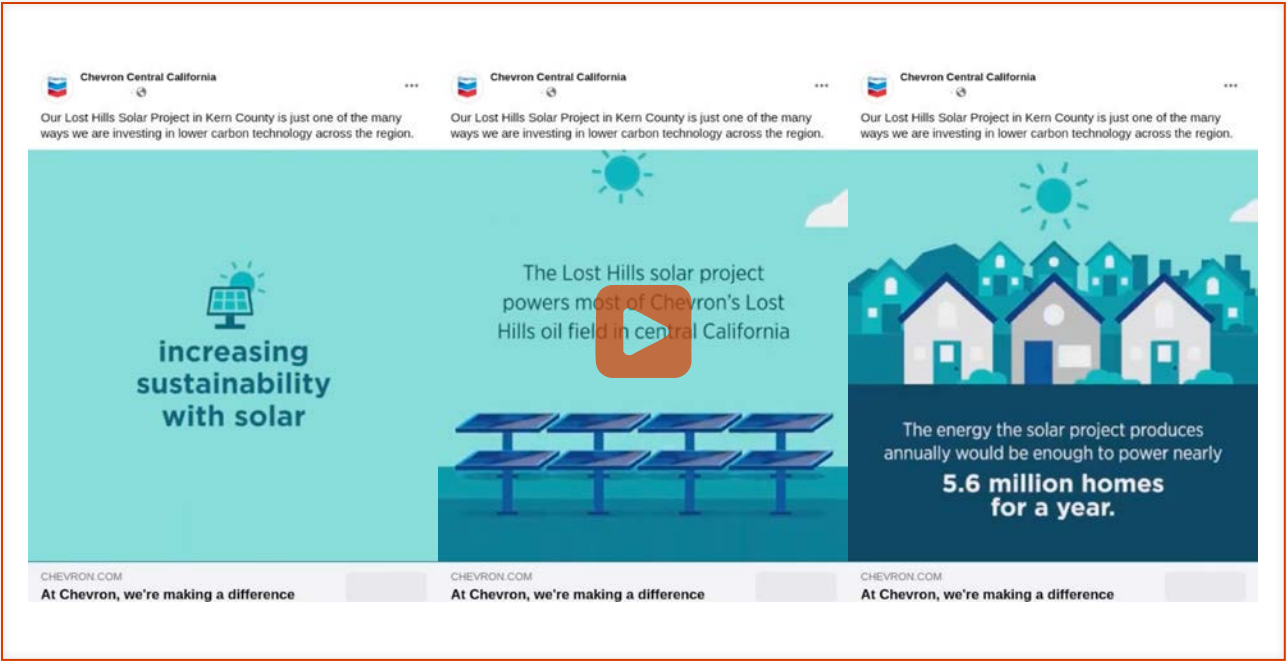 Chevron Central California
Our Lost Hills Solar Project in Kern County is just one of the many
ways we are investing in lower carbon technology across the region.
increasing
sustainability
with solar
CHEVRON.COM
At Chevron, we're making a difference
Chevron Central California
Our Lost Hills Solar Project in Kern County is just one of the many
ways we are investing in lower carbon technology across the region.
The Lost Hills solar project
powers most of Chevron's Lost
Hills oil field in central California
CHEVRON.COM
At Chevron, we're making a difference
Chevron Central California
Our Lost Hills Solar Project in Kern County is just one of the many
ways we are investing in lower carbon technology across the region.
The energy the solar project produces
annually would be enough to power nearly
5.6 million homes
for a year.
CHEVRON.COM
At Chevron, we're making a difference